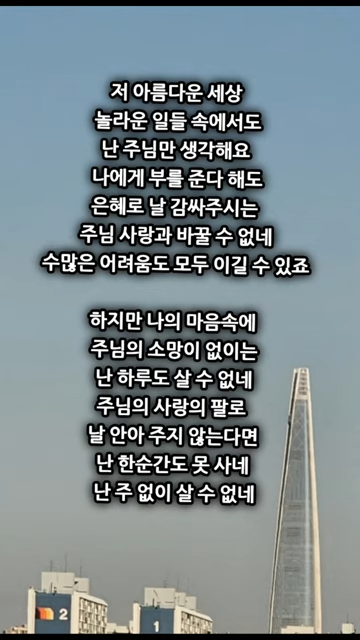 저 아름다운 세상
놀라운 일들 속에서도
난 주님만 생각해요
나에게 부를 준다 해도
은혜로 날 감싸주시는
주님 사랑과 바꿀 수 없네
수많은 어려움도 모두 이길 수 있죠
하지만 나의 마음속에
주님의 소망이 없이는
난 하루도 살 수 없네
주님의 사랑의 팔로
날 안아 주지 않는다면
난 한순간도 못 사네
난 주 없이 살 수 없네
2
1